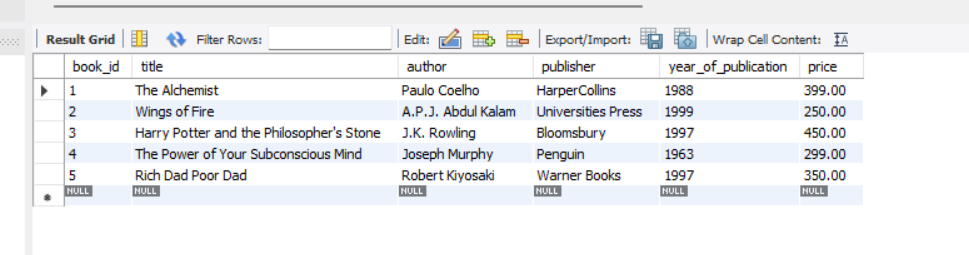 Result Grid Filter Rows: Edit: Export/Import: Wrap Cell Content: IA
book_id title author publisher year_of_publication price
1 The Alchemist Paulo Coelho HarperCollins 1988 399.00
2 Wings of Fire A.P.J. Abdul Kalam Universities Press 1999 250.00
3 Harry Potter and the Philosopher's Stone J.K. Rowling Bloomsbury 1997 450.00
4 The Power of Your Subconscious Mind Joseph Murphy Penguin 1963 299.00
5 Rich Dad Poor Dad Robert Kiyosaki Warner Books 1997 350.00
NULL NULL NULL NULL NULL NULL